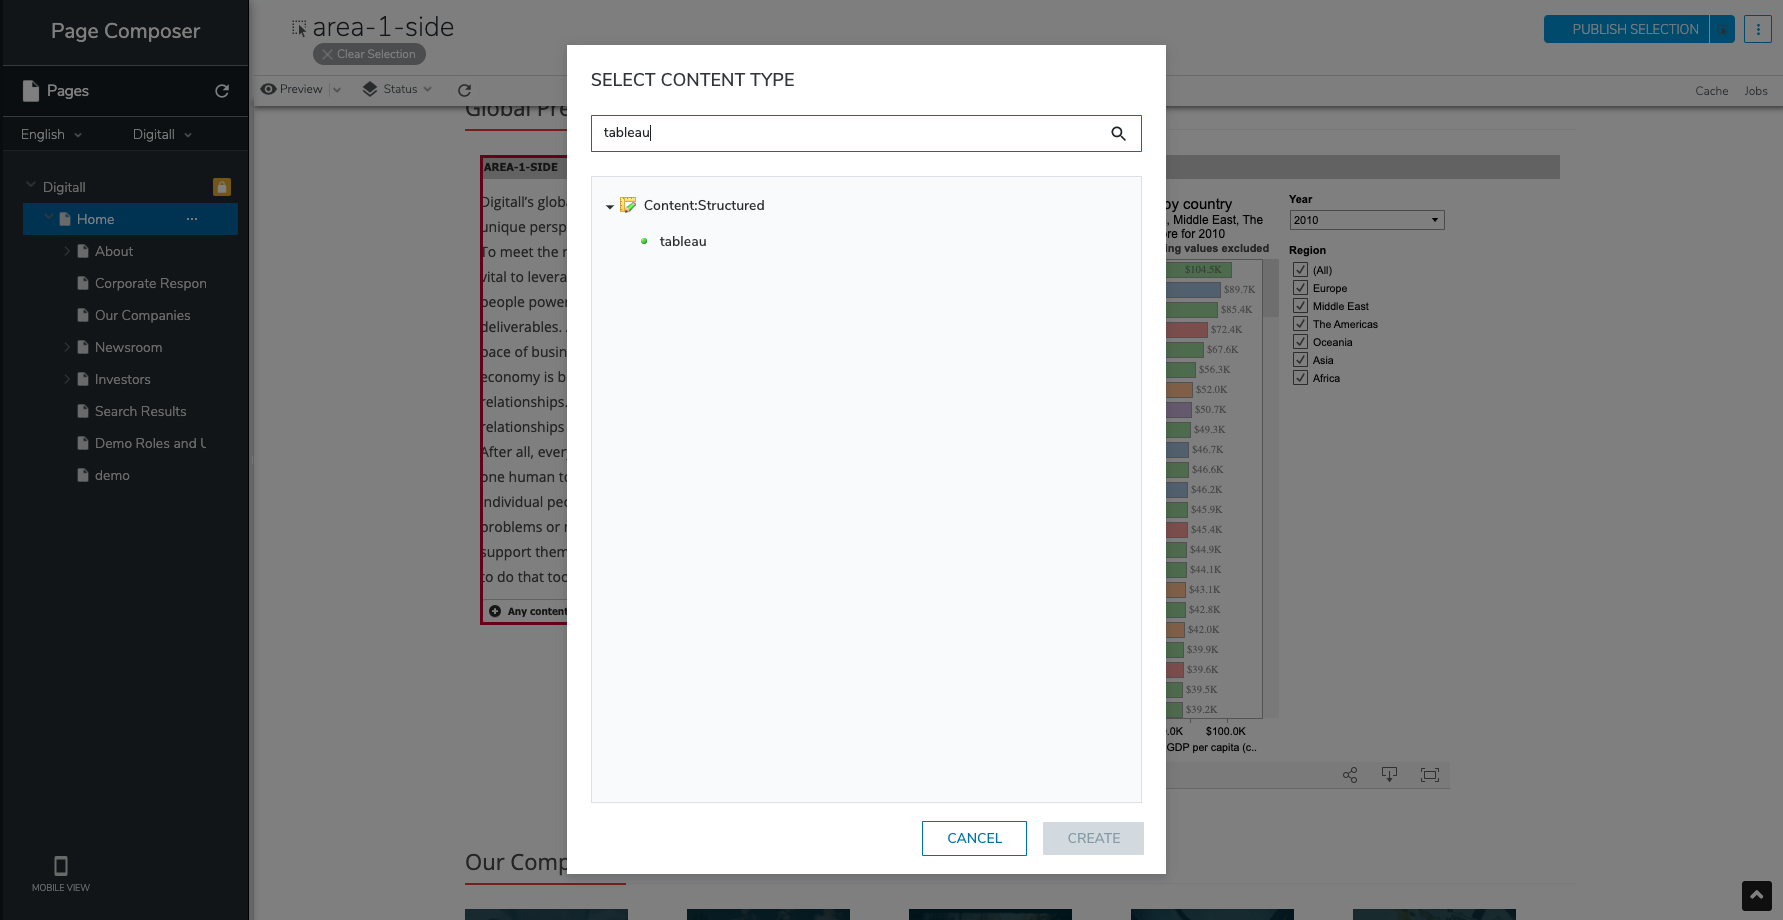 Page Composer
Pages
English
Digitall
Digitall
Home
About
Corporate Respon
Our Companies
Newsroom
Investors
Search Results
Demo Roles and U
demo
MOBILE VIEW
area-1-side
Clear Selection
PUBLISH SELECTION
Preview
Status
Cache
Jobs
Global Pre
AREA-1-SIDE
Digitall's globa
unique persp
To meet the
vital to levera
people power
deliverables.
pace of busin
economy is b
relationships.
relationships
After all, ever
one human to
individual peo
problems or
support them
to do that too
Any content
SELECT CONTENT TYPE
tableau
Content:Structured
tableau
CANCEL
CREATE
by country
, Middle East, The
re for 2010
ing values excluded
$104.5K
$89.7K
$85.4K
$72.4K
$67.6K
$56.3K
$52.0K
$50.7K
$49.3K
$46.7K
$46.6K
$46.2K
$45.9K
$45.4K
$44.9K
$44.1K
$43.1K
$42.8K
$42.0K
$39.9K
$39.6K
$39.5K
$39.2K
.0K $100.0K
GDP per capita (c..
Year
2010
Region
(All)
Europe
Middle East
The Americas
Oceania
Asia
Africa
Our Comp